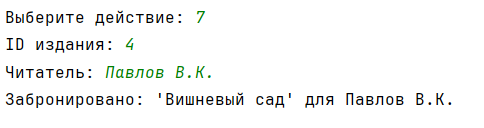 Выберите действие: 7
ID издания: 4
Читатель: Павлов В.К.
Забронировано: 'Вишневый сад' для Павлов В.К.